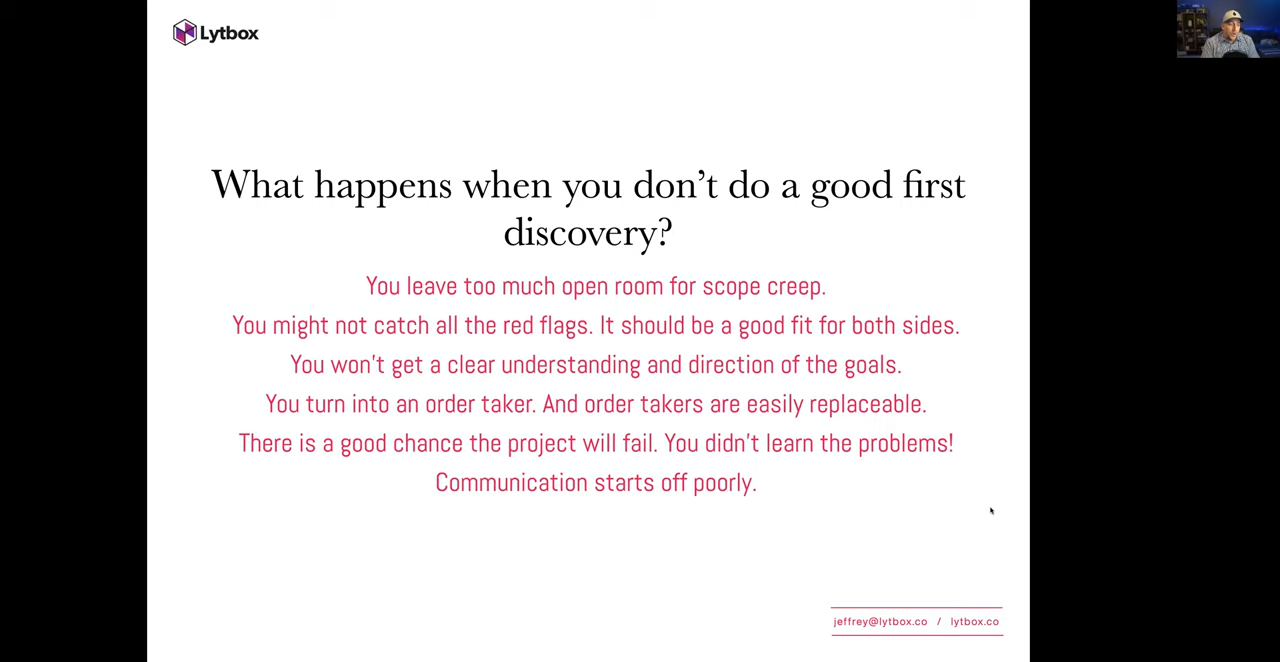 Lytbox
What happens when you don’t do a good first
discovery?
You leave too much open room for scope creep.
You might not catch all the red flags. It should be a good fit for both sides.
You won’t get a clear understanding and direction of the goals.
You turn into an order taker. And order takers are easily replaceable.
There is a good chance the project will fail. You didn’t learn the problems!
Communication starts off poorly.
jeffrey@lytbox.co / lytbox.co